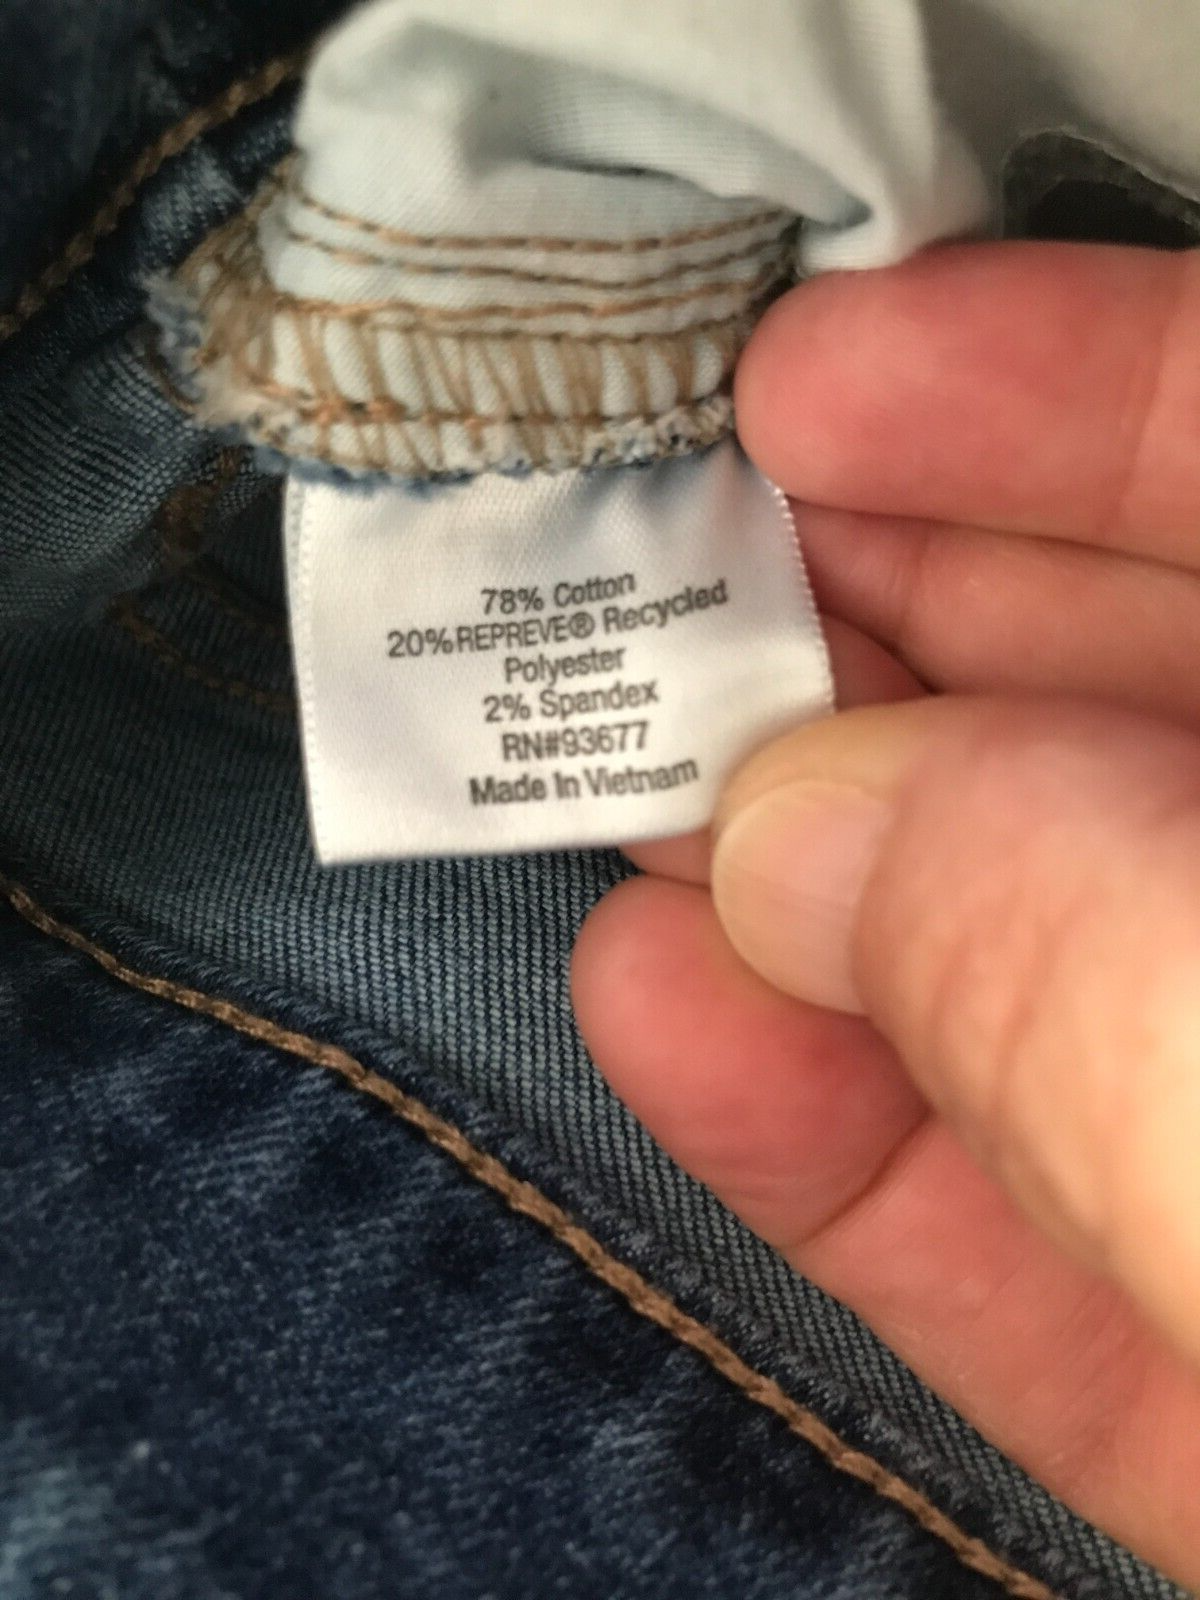 78% Cotton
20% REPREVE® Recycled
Polyester
2% Spandex
RN#93677
Made In Vietnam